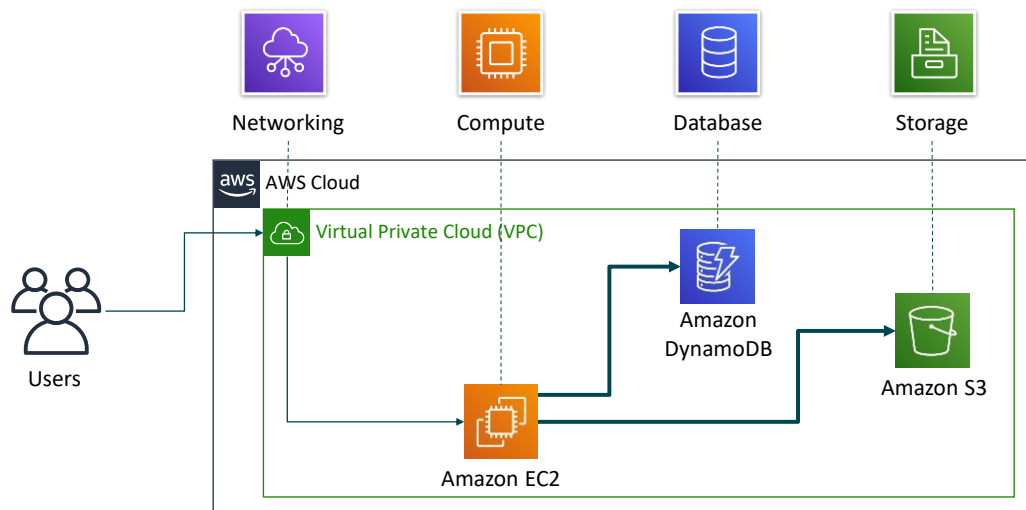 Networking
Compute
Database
Storage
aws
AWS Cloud
Virtual Private Cloud (VPC)
Users
Amazon
DynamoDB
Amazon S3
Amazon EC2